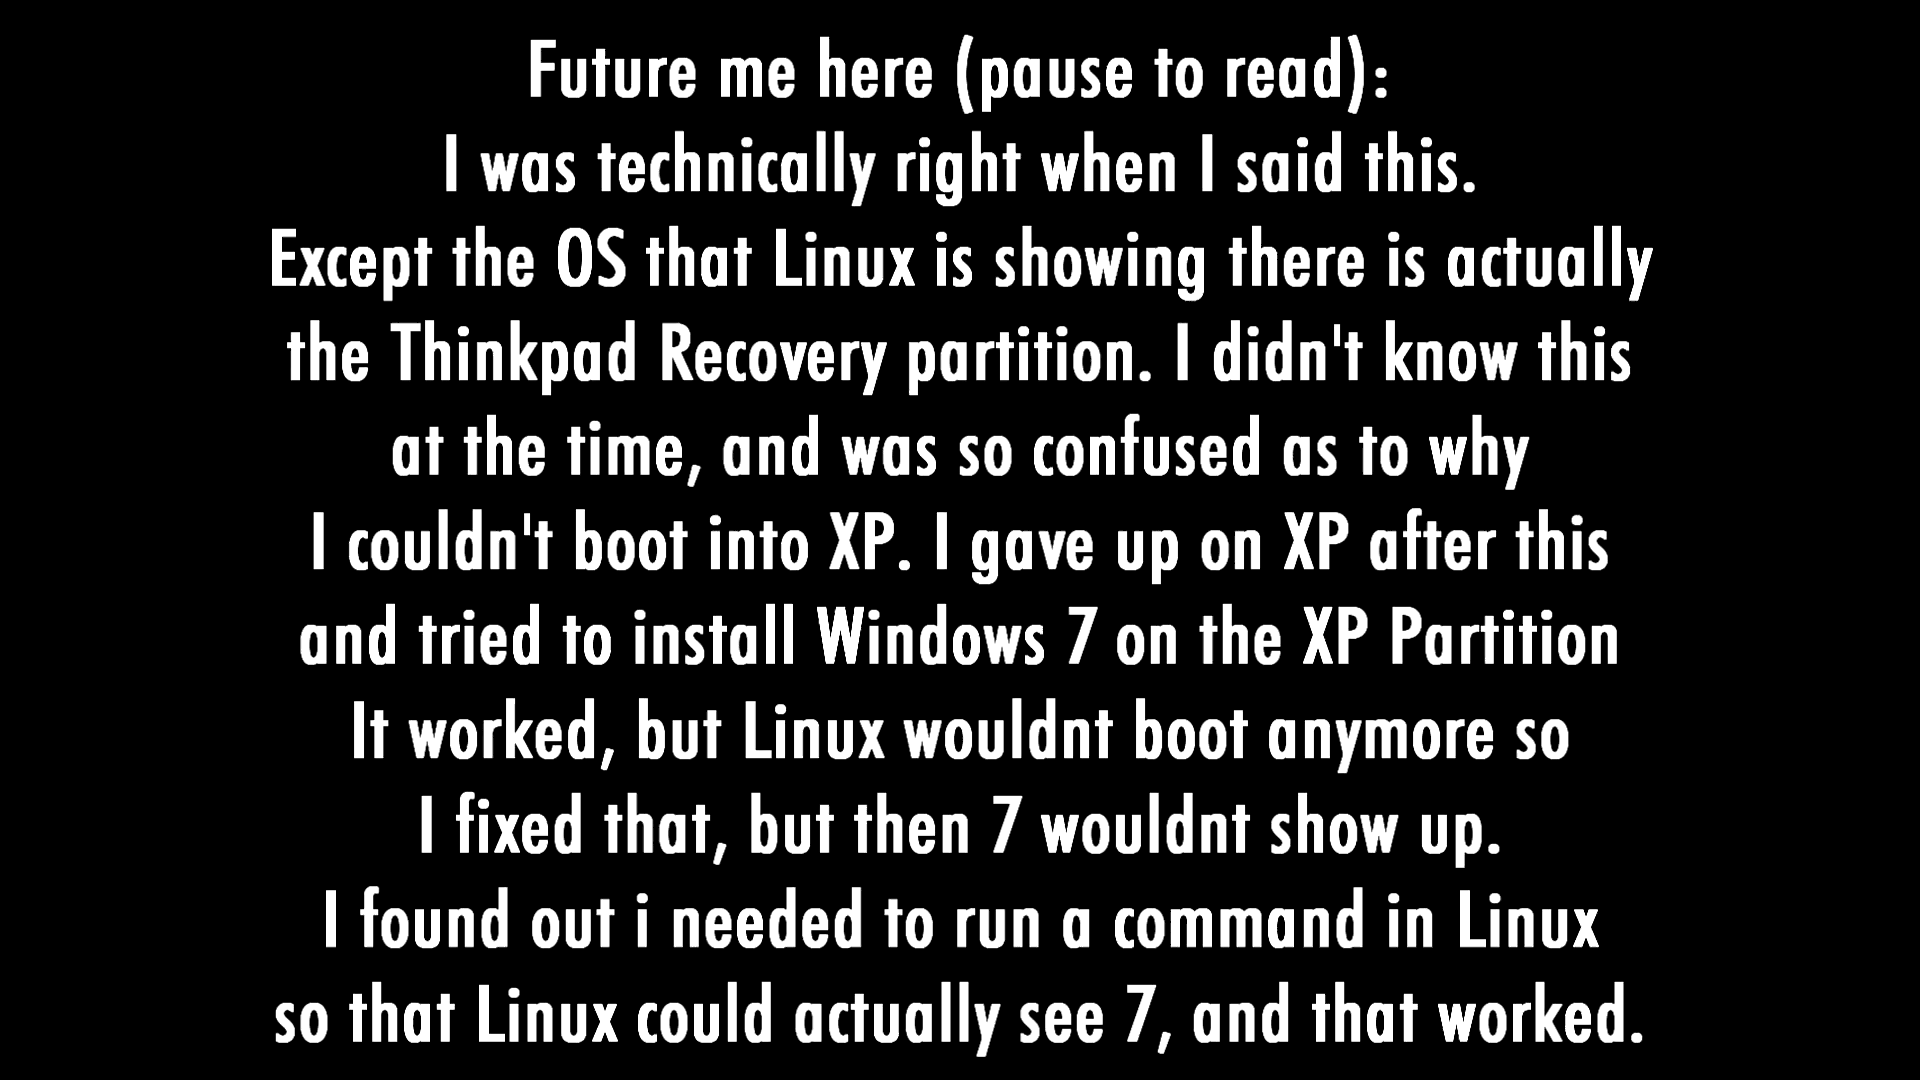 Future me here (pause to read):
I was technically right when I said this.
Except the OS that Linux is showing there is actually
the Thinkpad Recovery partition. I didn't know this
at the time, and was so confused as to why
I couldn't boot into XP. I gave up on XP after this
and tried to install Windows 7 on the XP Partition
It worked, but Linux wouldnt boot anymore so
I fixed that, but then 7 wouldnt show up.
I found out i needed to run a command in Linux
so that Linux could actually see 7, and that worked.